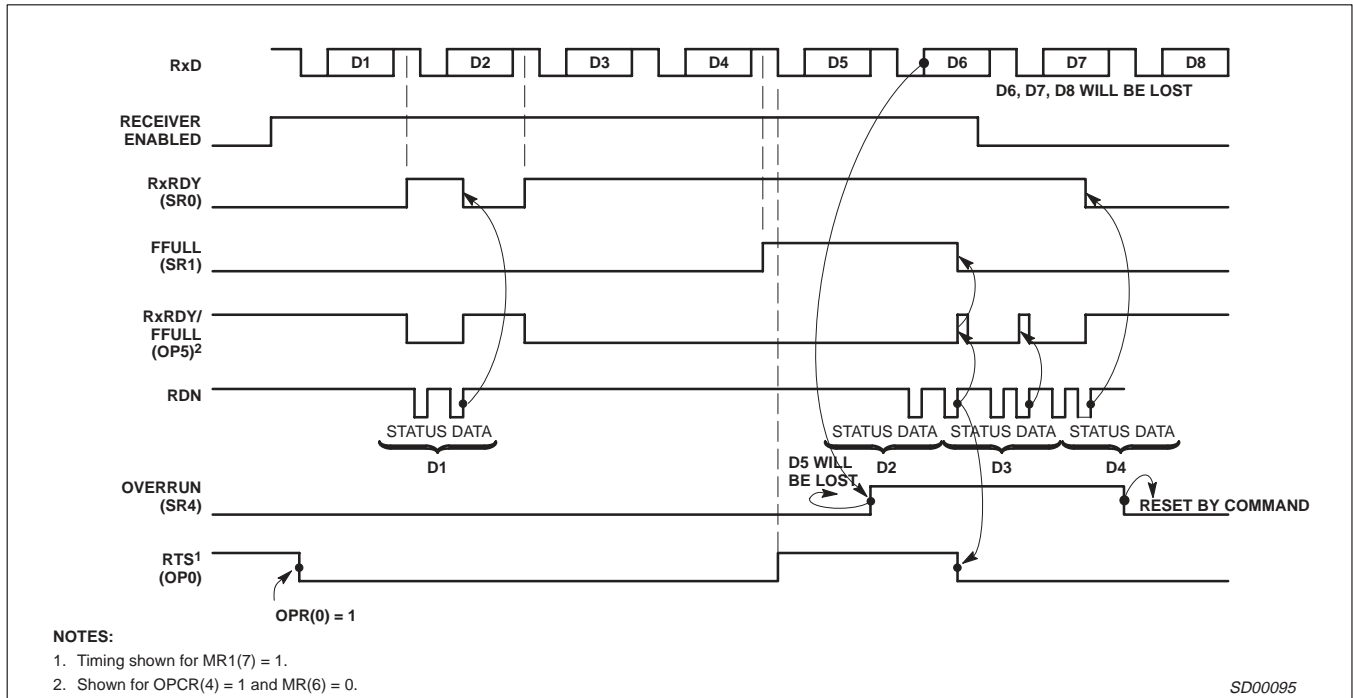 RxD
D1 D2 D3 D4 D5 D6 D7 D8
D6, D7, D8 WILL BE LOST
RECEIVER
ENABLED
RxRDY
(SR0)
FFULL
(SR1)
RxRDY/
FFULL
(OP5)2
RDN
STATUS DATA STATUS DATA STATUS DATA STATUS DATA
D1 D2 D3 D4
D5 WILL
BE LOST
OVERRUN
(SR4)
RESET BY COMMAND
RTS1
(OP0)
OPR(0) = 1
NOTES:
1. Timing shown for MR1(7) = 1.
2. Shown for OPCR(4) = 1 and MR(6) = 0.
SD00095